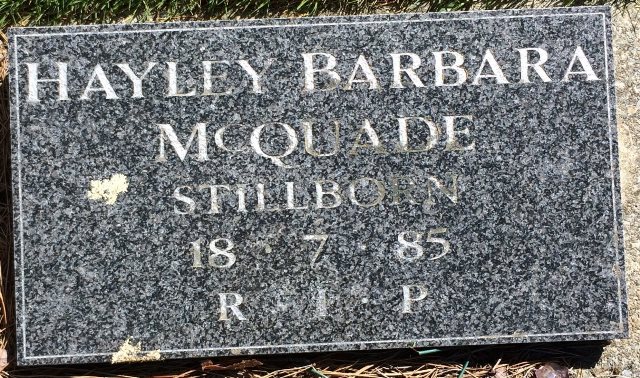 HAYLEY BARBARA
MCQUADE
STILLBORN
18 · 7 · 85
R · I · P